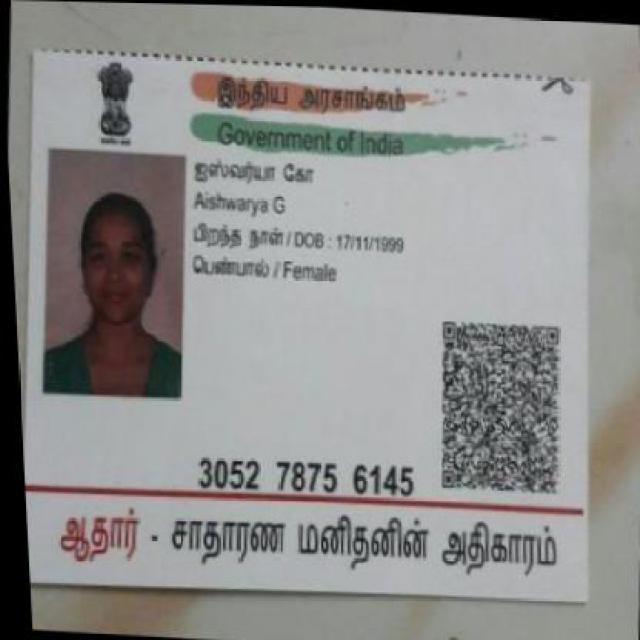 இந்திய அரசாங்கம்
Government of India
ஐஸ்வர்யா கோ
Aishwarya G
பிறந்த நாள் / DOB : 17/11/1999
பெண்பால் / Female
3052 7875 6145
ஆதார் - சாதாரண மனிதனின் அதிகாரம்